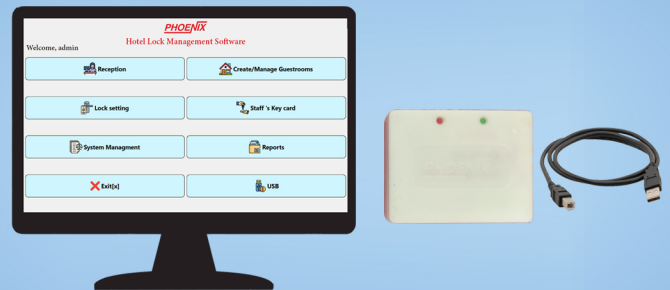 PHOENIX
Hotel Lock Management Software
Welcome, admin
Reception
Create/Manage Guestrooms
Lock setting
Staff 's Key card
System Managment
Reports
Exit[x]
USB